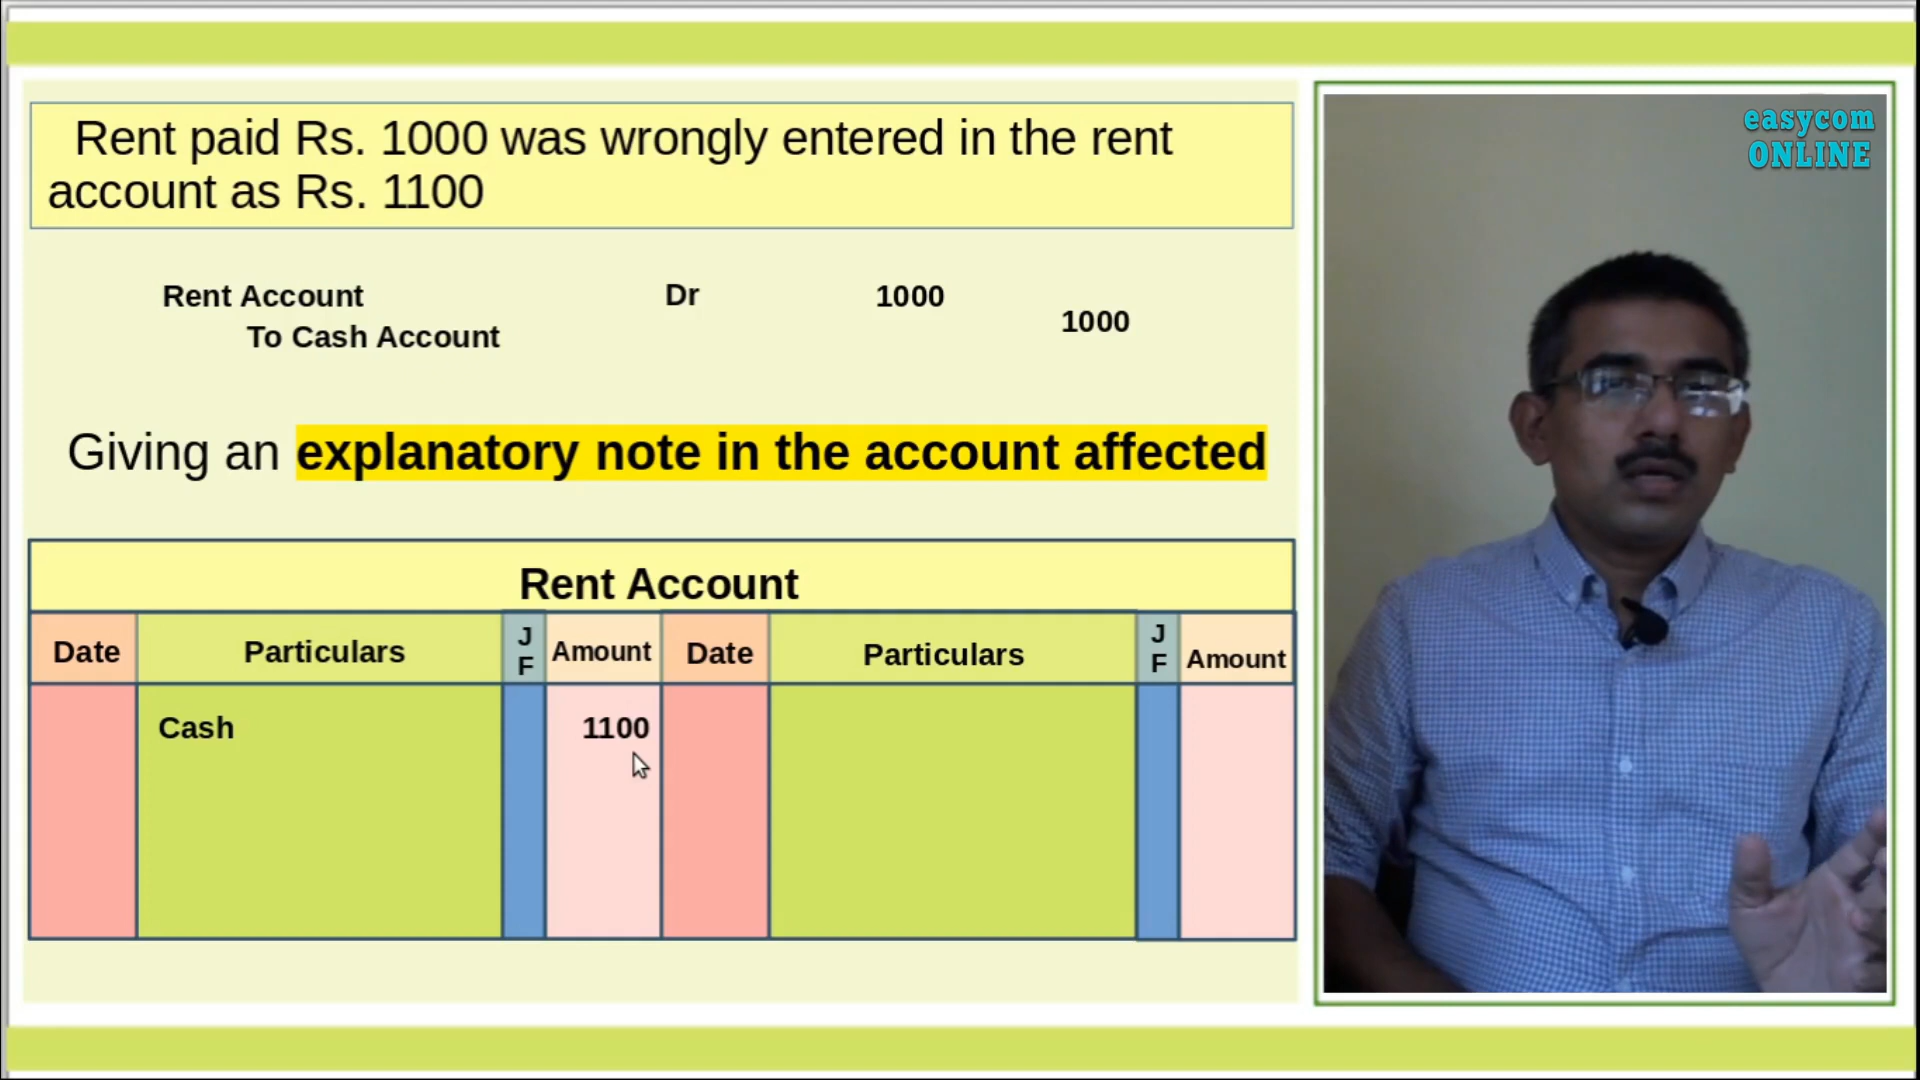 easycom
ONLINE
Rent paid Rs. 1000 was wrongly entered in the rent
account as Rs. 1100
Rent Account Dr 1000
To Cash Account 1000
Giving an explanatory note in the account affected
Rent Account
Date Particulars J F Amount Date Particulars J F Amount
Cash 1100